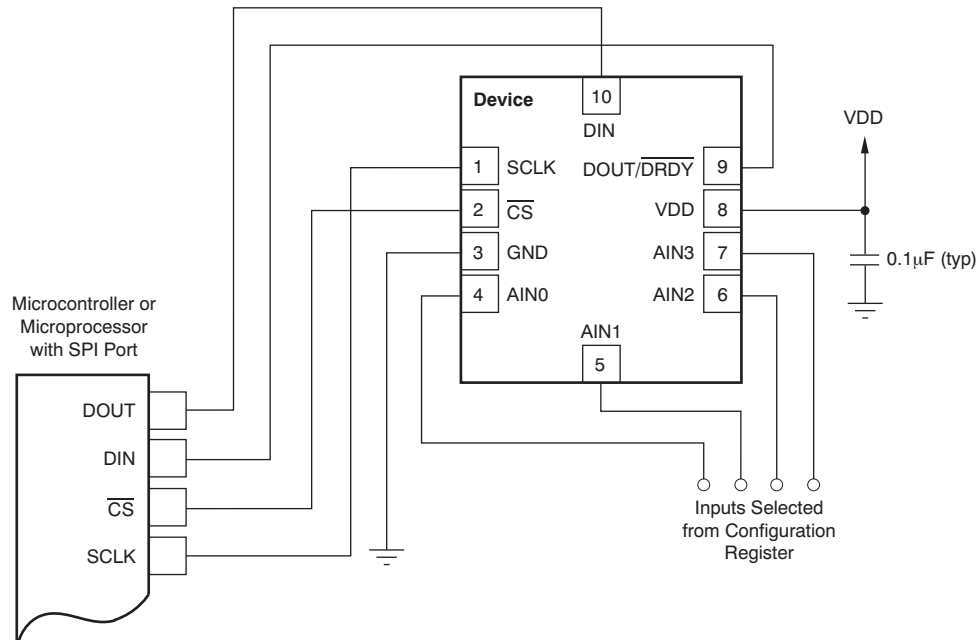 Device
10
DIN
1
SCLK
DOUT/DRDY
9
VDD
2
CS
VDD
8
3
GND
AIN3
7
0.1μF (typ)
4
AIN0
AIN2
6
AIN1
5
Microcontroller or
Microprocessor
with SPI Port
DOUT
DIN
CS
SCLK
Inputs Selected
from Configuration
Register